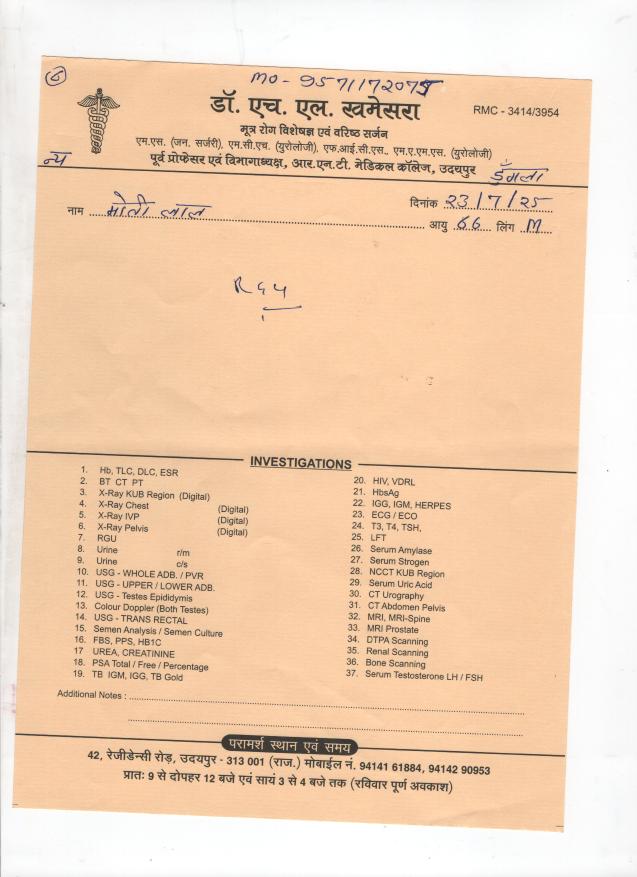 MO - 9571172075
डॉ. एच. एल. खमेसरा
RMC - 3414/3954
मूत्र रोग विशेषज्ञ एवं वरिष्ठ सर्जन
एम.एस. (जन. सर्जरी), एम.सी.एच. (यूरोलोजी), एफ.आई.सी.एस., एम.ए.एम.एस. (यूरोलोजी)
पूर्व प्रोफेसर एवं विभागाध्यक्ष, आर.एन.टी. मेडिकल कॉलेज, उदयपुर
डुंगला
दिनांक 23/7/25
नाम मोती लाल
आयु 66 लिंग M
RGU
INVESTIGATIONS
1. Hb, TLC, DLC, ESR
2. BT CT PT
3. X-Ray KUB Region (Digital)
4. X-Ray Chest (Digital)
5. X-Ray IVP (Digital)
6. X-Ray Pelvis (Digital)
7. RGU
8. Urine r/m
9. Urine c/s
10. USG - WHOLE ADB. / PVR
11. USG - UPPER / LOWER ADB.
12. USG - Testes Epididymis
13. Colour Doppler (Both Testes)
14. USG - TRANS RECTAL
15. Semen Analysis / Semen Culture
16. FBS, PPS, HB1C
17 UREA, CREATININE
18. PSA Total / Free / Percentage
19. TB IGM, IGG, TB Gold
20. HIV, VDRL
21. HbsAg
22. IGG, IGM, HERPES
23. ECG / ECO
24. T3, T4, TSH,
25. LFT
26. Serum Amylase
27. Serum Strogen
28. NCCT KUB Region
29. Serum Uric Acid
30. CT Urography
31. CT Abdomen Pelvis
32. MRI, MRI-Spine
33. MRI Prostate
34. DTPA Scanning
35. Renal Scanning
36. Bone Scanning
37. Serum Testosterone LH / FSH
Additional Notes :
परामर्श स्थान एवं समय
42, रेजीडेन्सी रोड़, उदयपुर - 313 001 (राज.) मोबाईल नं. 94141 61884, 94142 90953
प्रातः 9 से दोपहर 12 बजे एवं सायं 3 से 4 बजे तक (रविवार पूर्ण अवकाश)